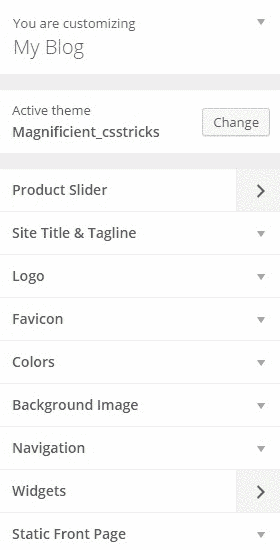 You are customizing
My Blog
Active theme
Magnificient_csstricks
Change
Product Slider
Site Title & Tagline
Logo
Favicon
Colors
Background Image
Navigation
Widgets
Static Front Page